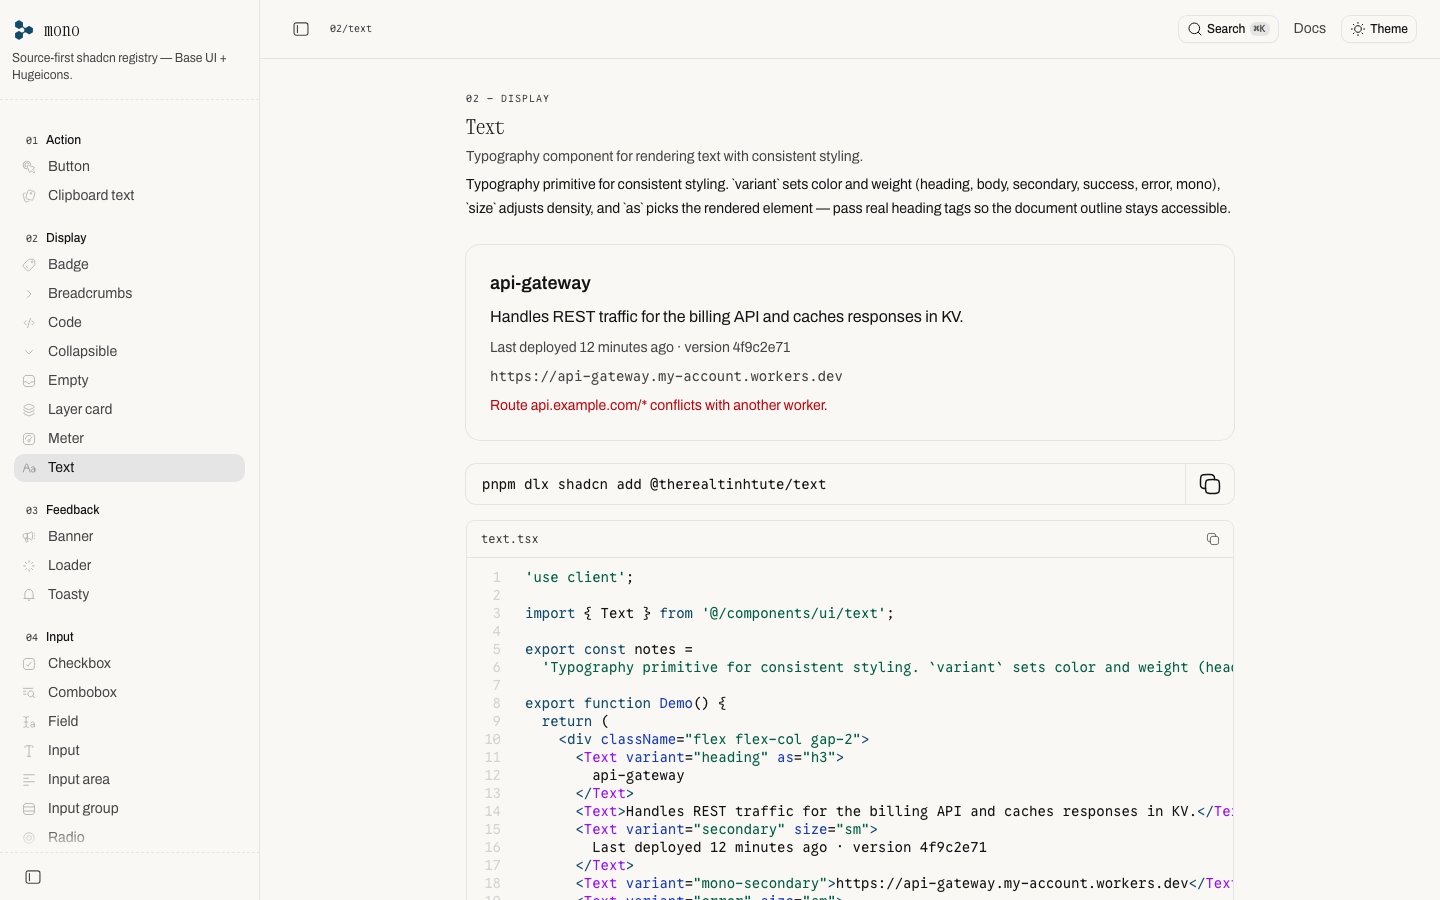 mono
Source-first shadcn registry — Base UI +
Hugeicons.
01 Action
Button
Clipboard text
02 Display
Badge
Breadcrumbs
Code
Collapsible
Empty
Layer card
Meter
Text
03 Feedback
Banner
Loader
Toasty
04 Input
Checkbox
Combobox
Field
Input
Input area
Input group
Radio
02/text
Search ⌘K
Docs
Theme
02 — DISPLAY
Text
Typography component for rendering text with consistent styling.
Typography primitive for consistent styling. `variant` sets color and weight (heading, body, secondary, success, error, mono),
`size` adjusts density, and `as` picks the rendered element — pass real heading tags so the document outline stays accessible.
api-gateway
Handles REST traffic for the billing API and caches responses in KV.
Last deployed 12 minutes ago · version 4f9c2e71
https://api-gateway.my-account.workers.dev
Route api.example.com/* conflicts with another worker.
pnpm dlx shadcn add @therealtinhtute/text
text.tsx
1 'use client';
2
3 import { Text } from '@/components/ui/text';
4
5 export const notes =
6 'Typography primitive for consistent styling. `variant` sets color and weight (head
7
8 export function Demo() {
9 return (
10 <div className="flex flex-col gap-2">
11 <Text variant="heading" as="h3">
12 api-gateway
13 </Text>
14 <Text>Handles REST traffic for the billing API and caches responses in KV.</Tex
15 <Text variant="secondary" size="sm">
16 Last deployed 12 minutes ago · version 4f9c2e71
17 </Text>
18 <Text variant="mono-secondary">https://api-gateway.my-account.workers.dev</Text
19 <Text variant="error" size="sm">